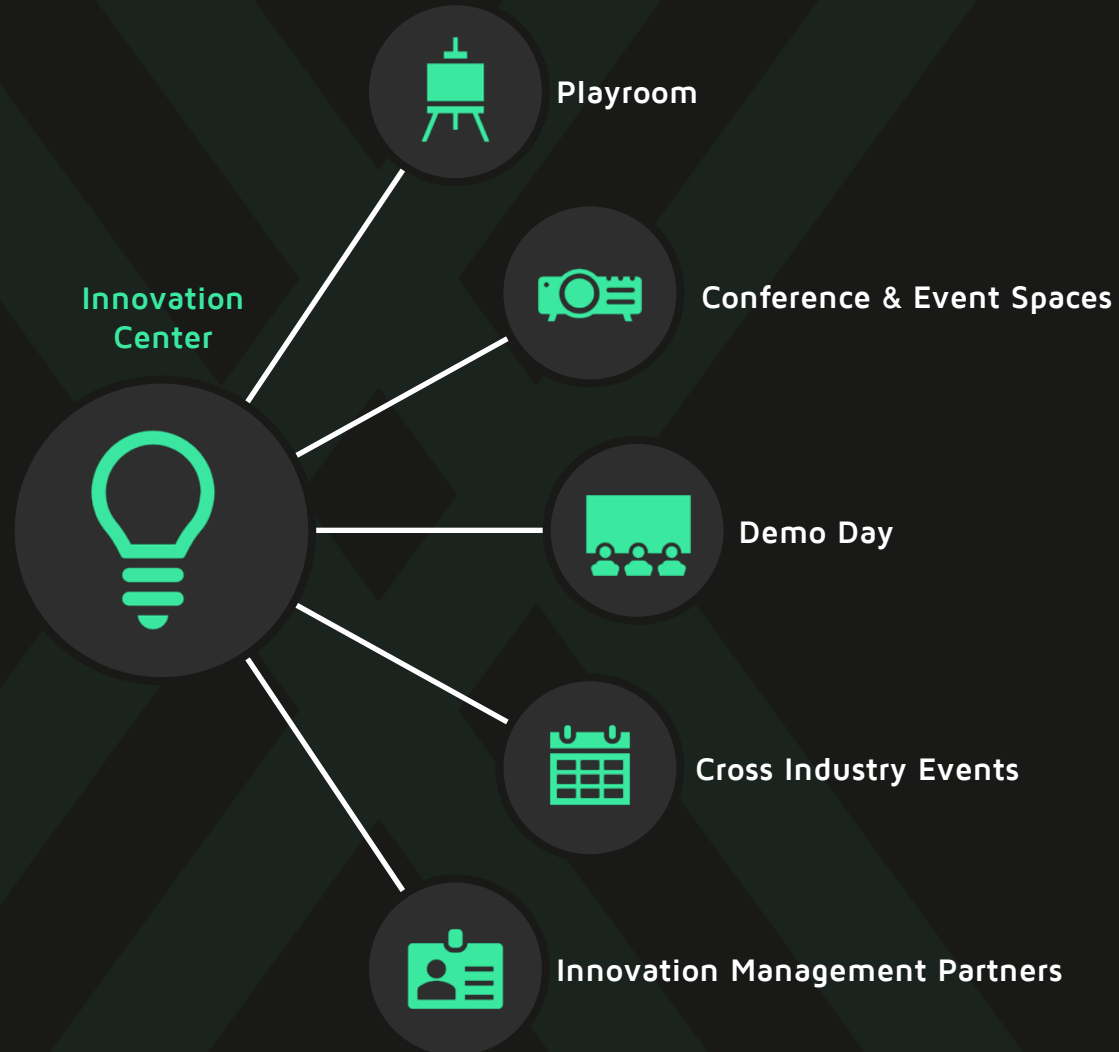 Playroom
Conference & Event Spaces
Innovation
Center
Demo Day
Cross Industry Events
Innovation Management Partners